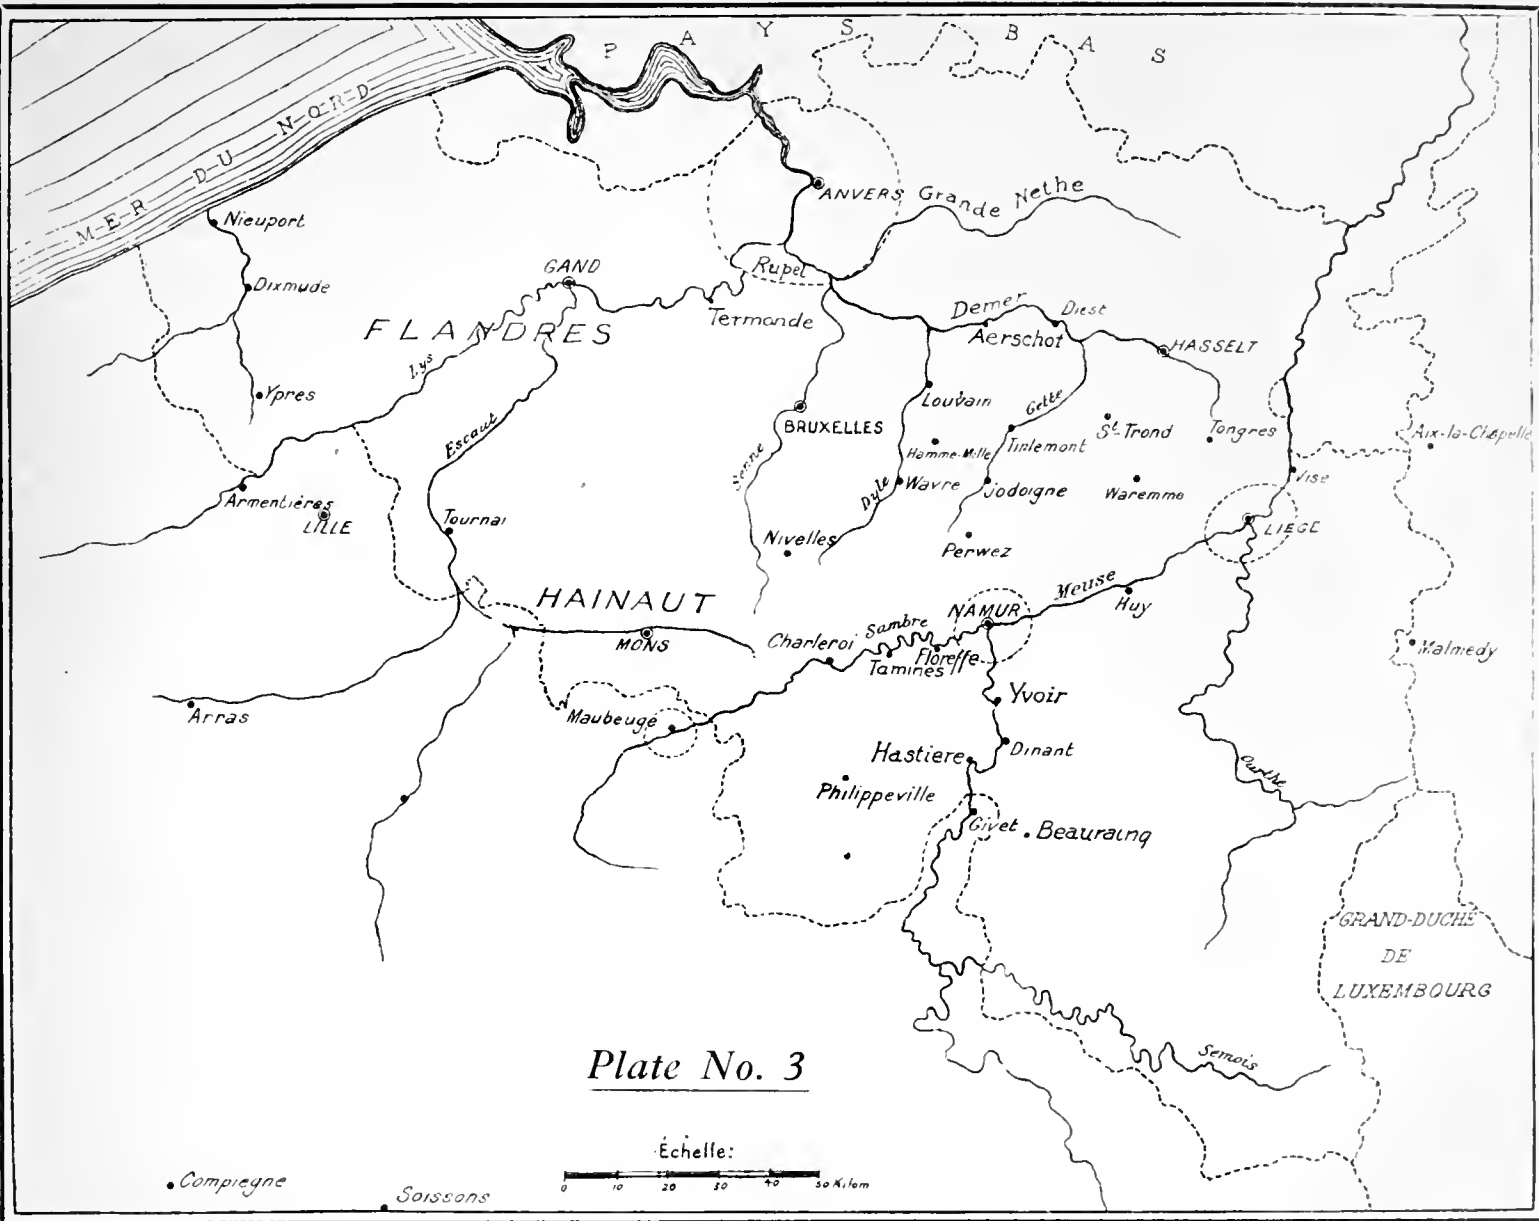 PAYS BAS
MER DU NORD
Nieuport
ANVERS
Grande Nethe
Dixmude
GAND
Rupel
Termonde
FLANDRES
Demer
Diest
Aerschot
HASSELT
Lys
Ypres
Escaut
Louvain
Gette
BRUXELLES
St Trond
Tongres
Aix-la-Chapelle
Hamme-Mille
Tirlemont
Senne
Dyle
Wavre
Jodoigne
Waremme
Vise
Armentières
LILLE
Tournai
Nivelles
Perwez
LIEGE
HAINAUT
Meuse
Huy
NAMUR
Sambre
MONS
Charleroi
Tamines
Floreffe
Malmedy
Yvoir
Arras
Maubeuge
Hastiere
Dinant
Ourthe
Philippeville
Givet
Beauraing
GRAND-DUCHÉ
DE
LUXEMBOURG
Semois
Plate No. 3
Échelle:
0 10 20 30 40 50 Kilom
Compiegne
Soissons